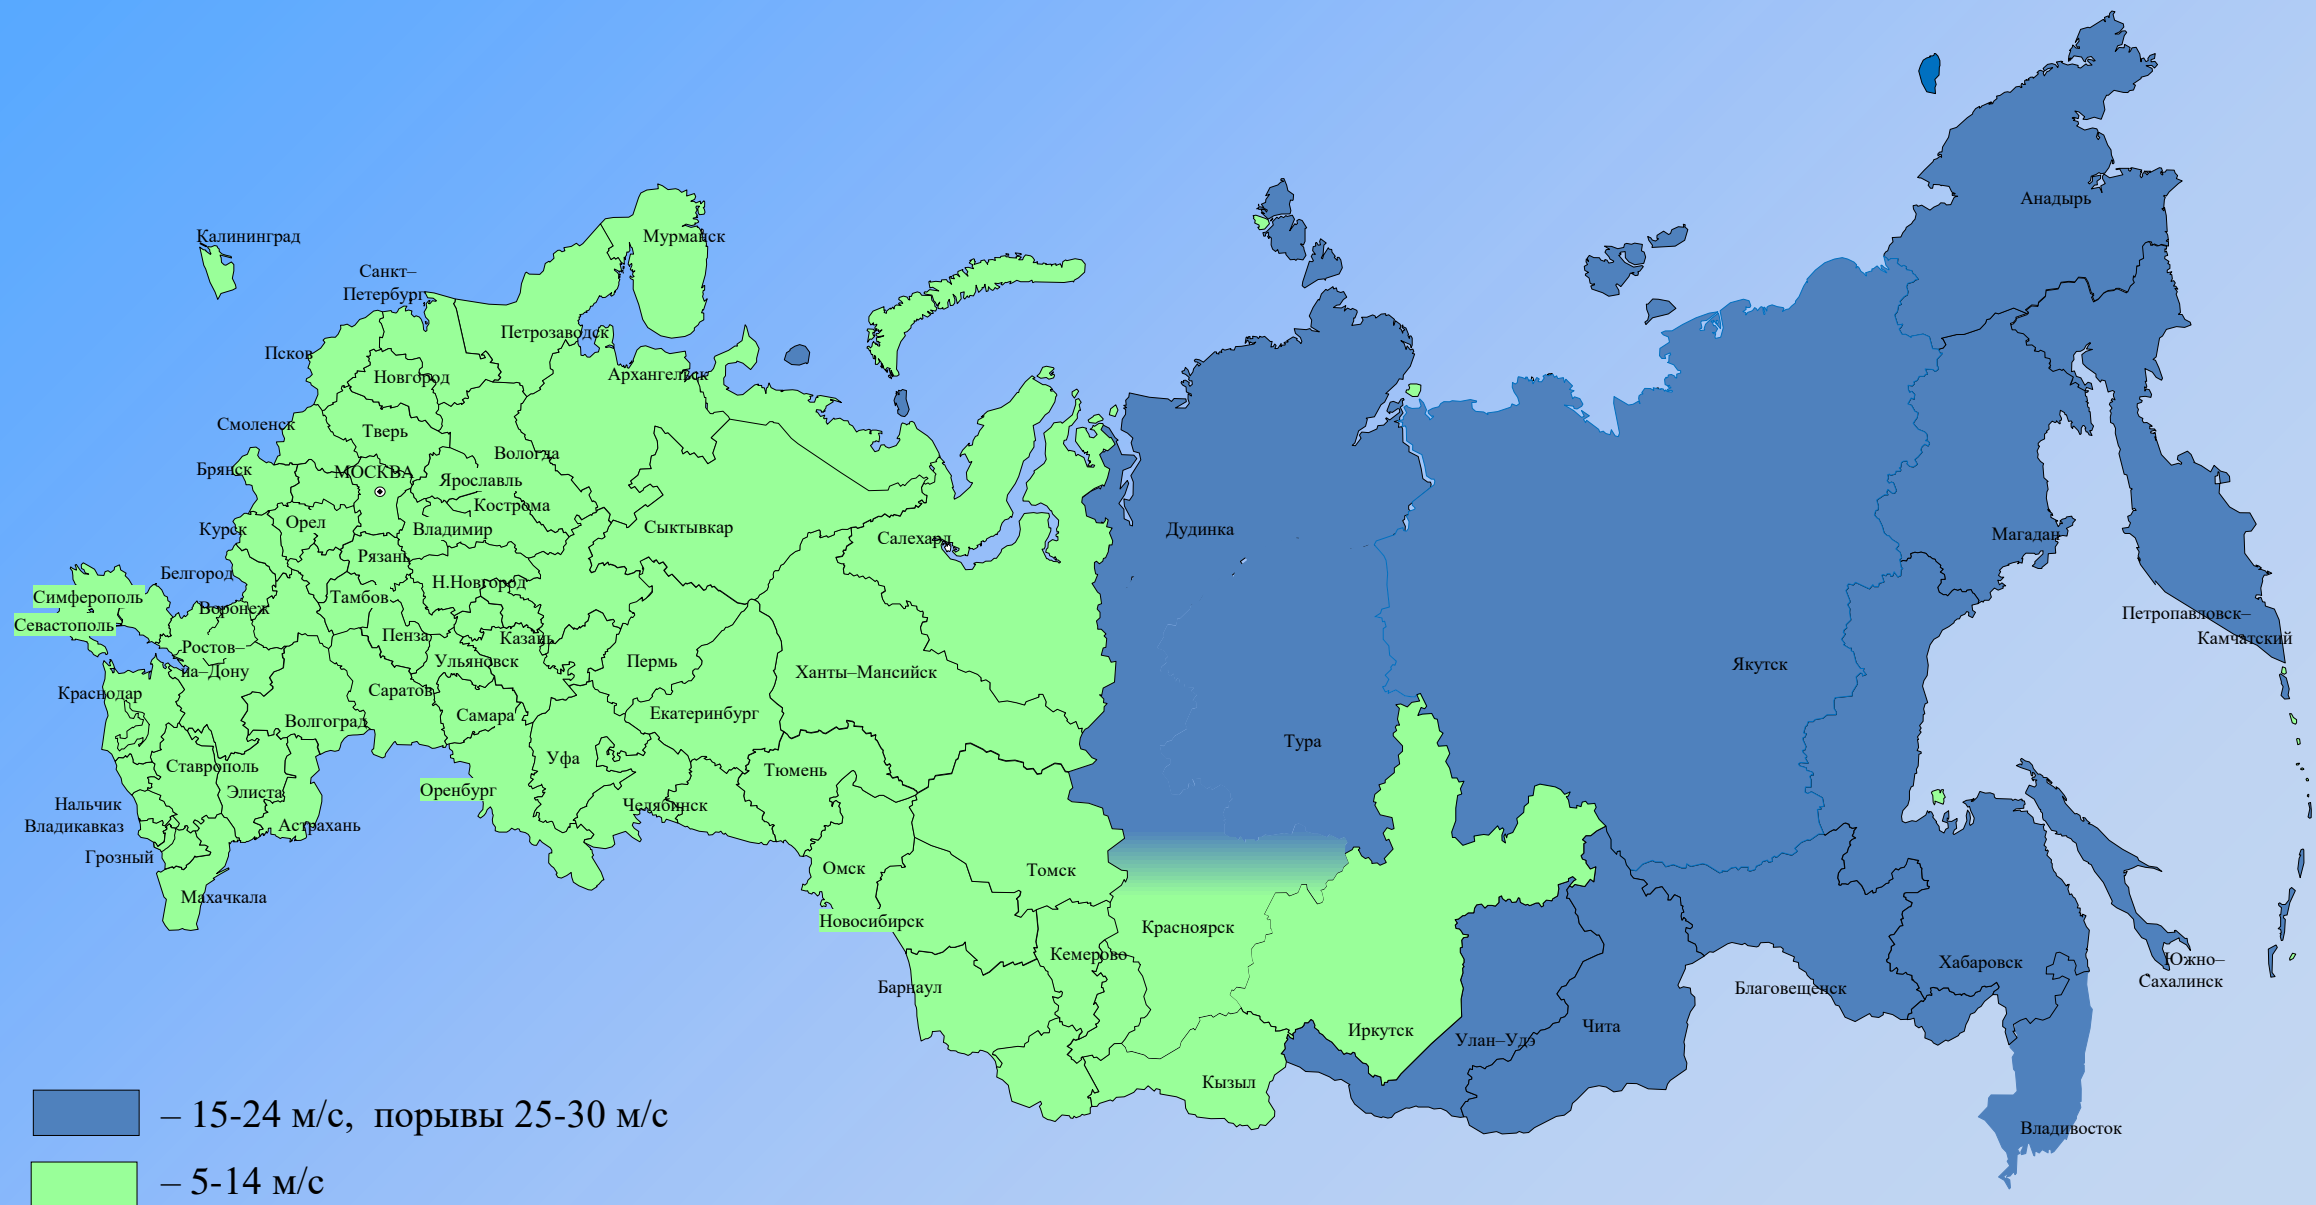 Анадырь
Калининград
Мурманск
Санкт–
Петербург
Петрозаводск
Псков
Архангельск
Новгород
Смоленск
Тверь
Вологда
Брянск
МОСКВА
Ярославль
Кострома
Орел
Курск
Владимир
Сыктывкар
Салехард
Дудинка
Магадан
Рязань
Белгород
Н.Новгород
Симферополь
Тамбов
Воронеж
Петропавловск–
Камчатский
Севастополь
Пенза
Казань
Ростов–
на–Дону
Ульяновск
Пермь
Ханты–Мансийск
Якутск
Краснодар
Саратов
Самара
Екатеринбург
Волгоград
Тура
Уфа
Ставрополь
Тюмень
Оренбург
Элиста
Нальчик
Челябинск
Владикавказ
Астрахань
Грозный
Омск
Томск
Махачкала
Новосибирск
Красноярск
Кемерово
Хабаровск
Южно–
Сахалинск
Барнаул
Благовещенск
Иркутск
Улан–Удэ
Чита
Кызыл
Владивосток
– 15-24 м/с, порывы 25-30 м/с
– 5-14 м/с